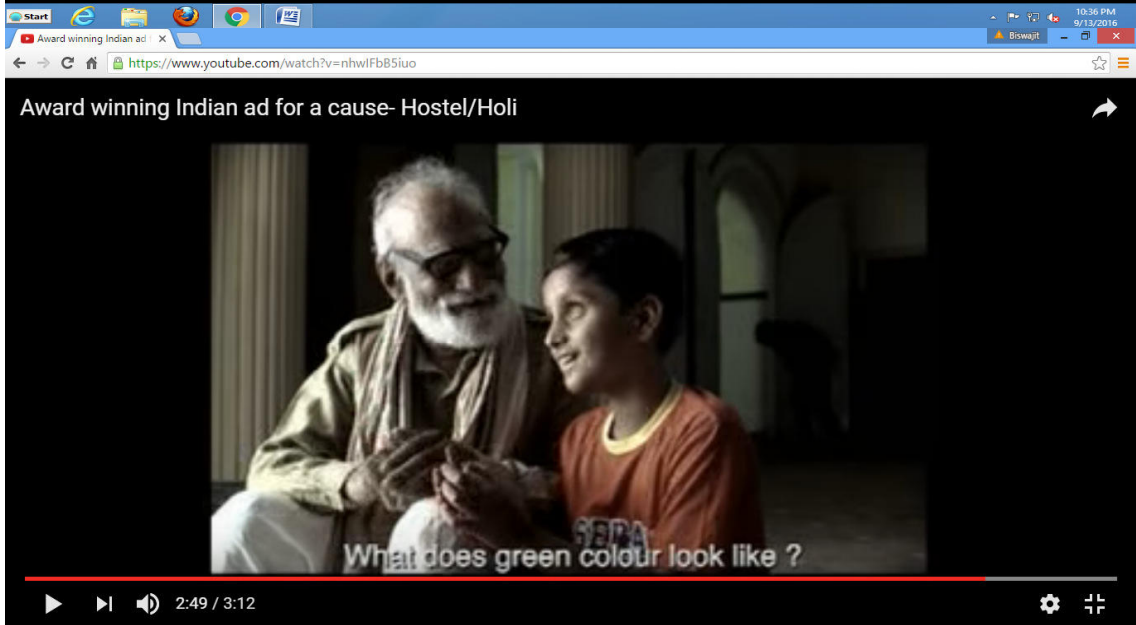 Start
10:36 PM
9/13/2016
Award winning Indian ad
Biswajit
https://www.youtube.com/watch?v=nhwIFbB5iuo
Award winning Indian ad for a cause- Hostel/Holi
What does green colour look like ?
2:49 / 3:12